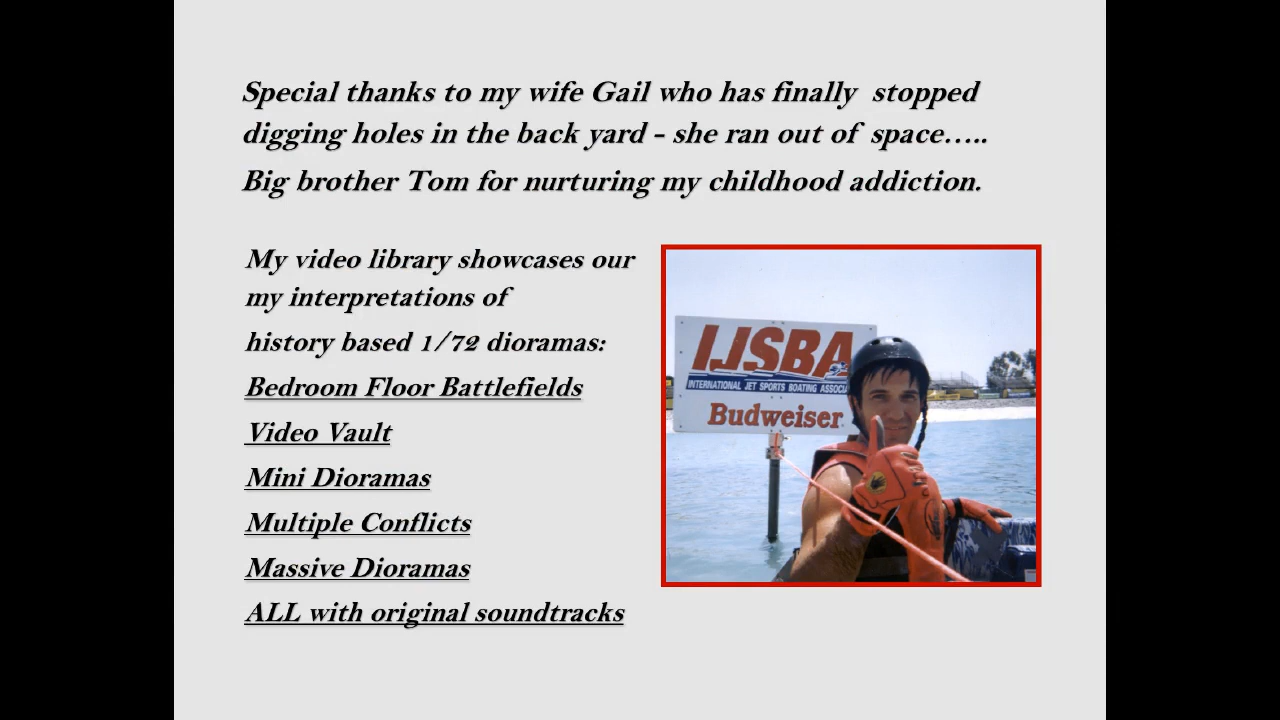 Special thanks to my wife Gail who has finally stopped
digging holes in the back yard - she ran out of space…..
Big brother Tom for nurturing my childhood addiction.
My video library showcases our
my interpretations of
history based 1/72 dioramas:
Bedroom Floor Battlefields
Video Vault
Mini Dioramas
Multiple Conflicts
Massive Dioramas
ALL with original soundtracks
IJSBA
INTERNATIONAL JET SPORTS BOATING ASSOCIA
Budweiser